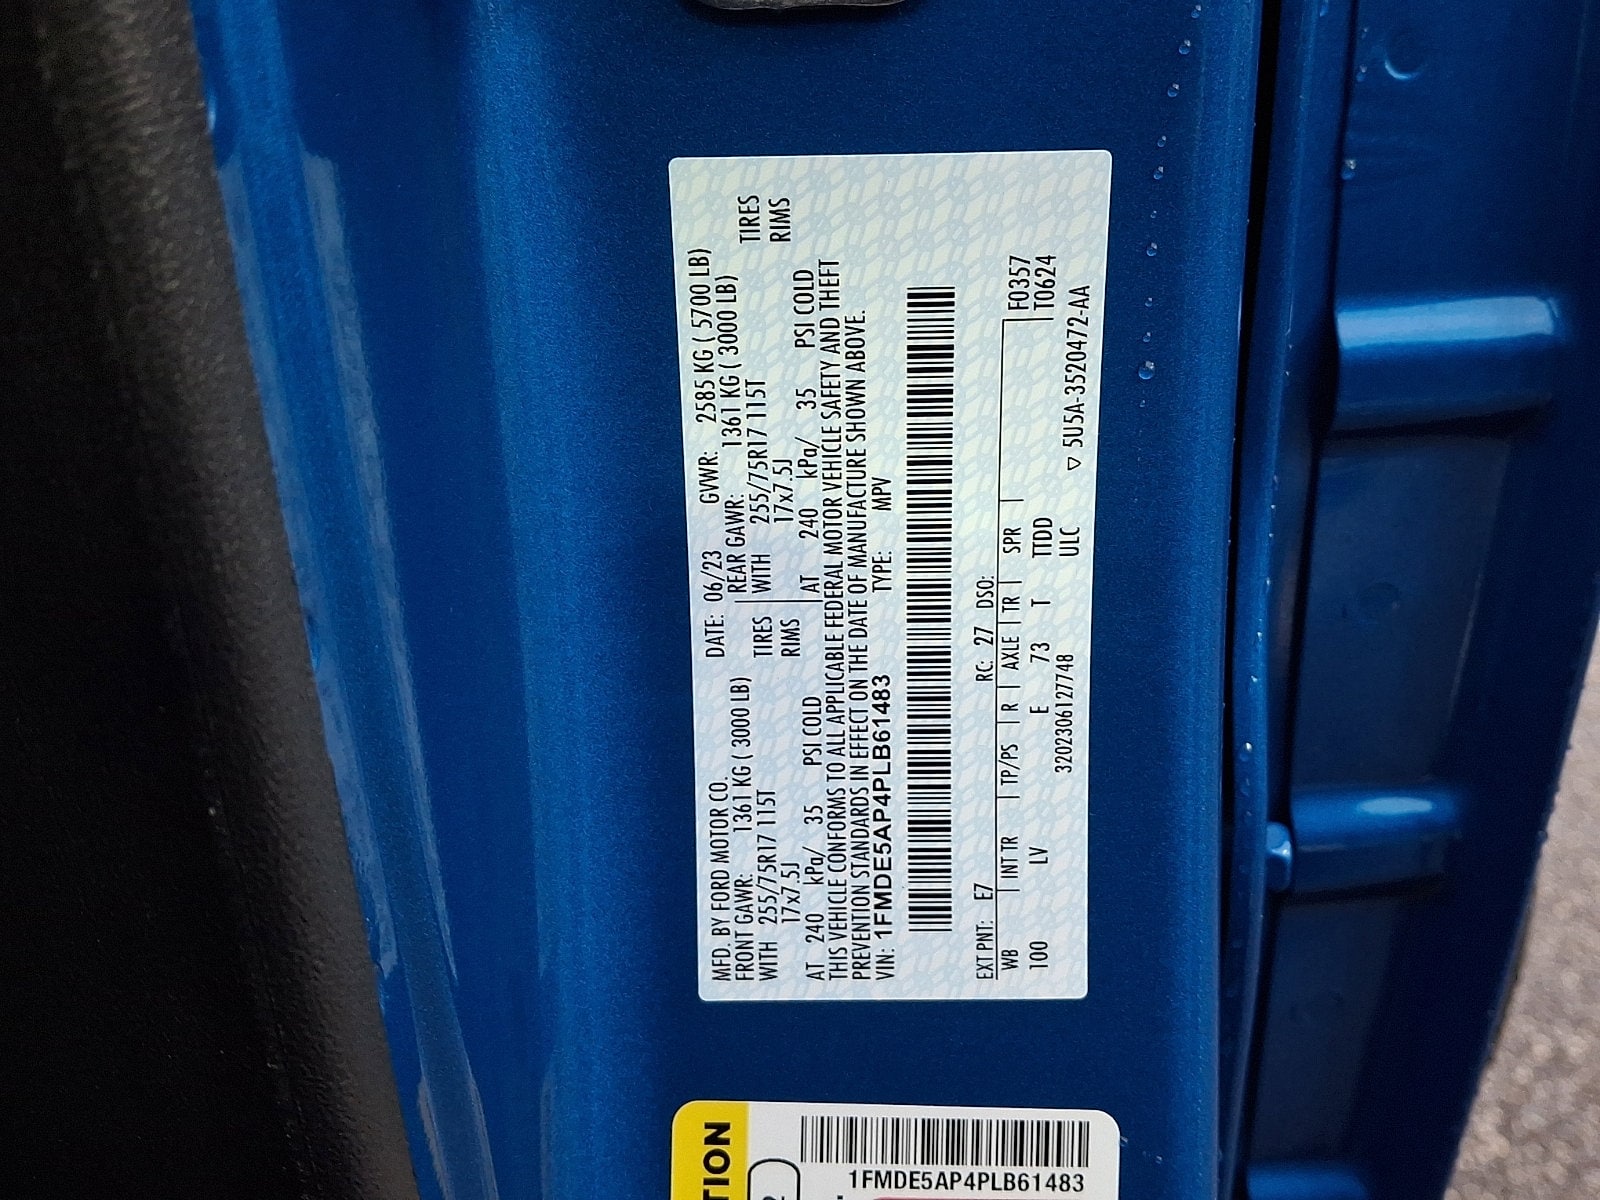 MFD. BY FORD MOTOR CO.
DATE: 06/23 GVWR: 2585 KG ( 5700 LB)
FRONT GAWR: 1361 KG ( 3000 LB) REAR GAWR: 1361 KG ( 3000 LB)
WITH 255/75R17 115T TIRES WITH 255/75R17 115T TIRES
17x7.5J RIMS 17x7.5J RIMS
AT 240 kPa/ 35 PSI COLD AT 240 kPa/ 35 PSI COLD
THIS VEHICLE CONFORMS TO ALL APPLICABLE FEDERAL MOTOR VEHICLE SAFETY AND THEFT
PREVENTION STANDARDS IN EFFECT ON THE DATE OF MANUFACTURE SHOWN ABOVE.
VIN: 1FMDE5AP4PLB61483 TYPE: MPV
EXT PNT: E7 RC: 27 DSO:
WB INT TR TP/PS R AXLE TR SPR F0357
100 LV E 73 T TTDD T0624
3202306127748 ULC
▽ 5U5A-3520472-AA
TION
2
1FMDE5AP4PLB61483